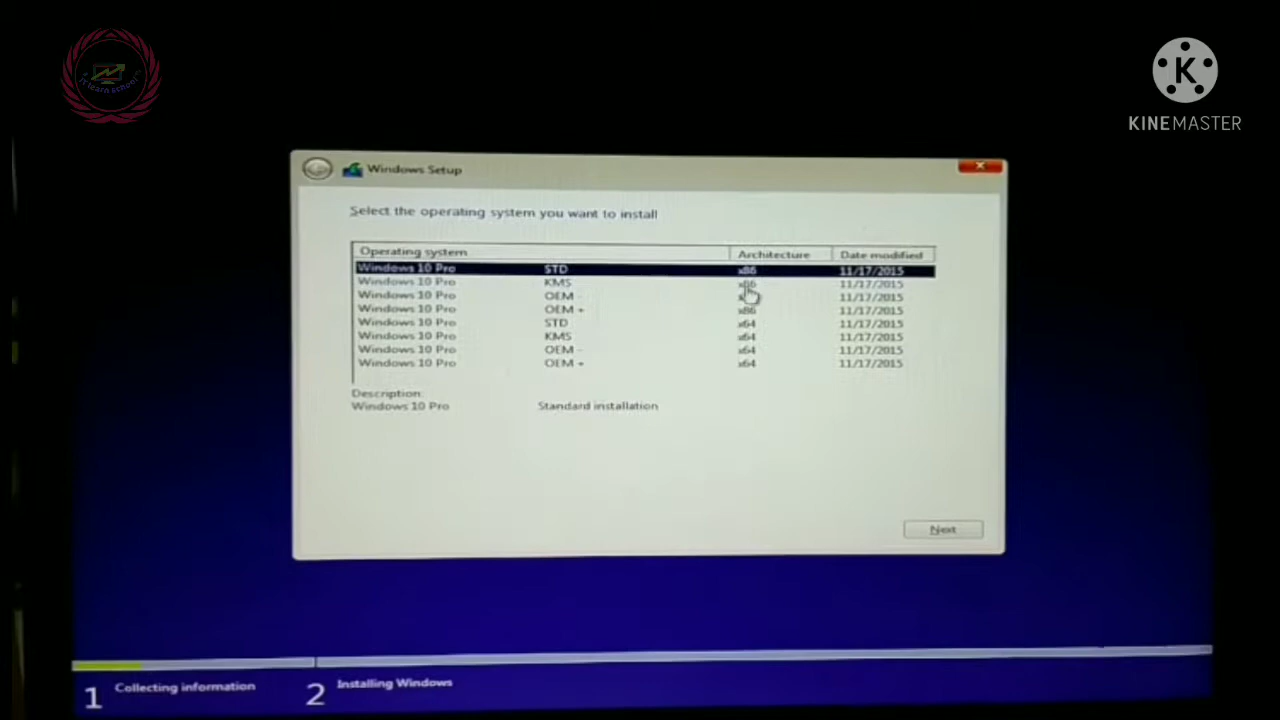 KINEMASTER
Windows Setup
Select the operating system you want to install
Operating system Architecture Date modified
Windows 10 Pro STD x86 11/17/2015
Windows 10 Pro KMS x86 11/17/2015
Windows 10 Pro OEM - 11/17/2015
Windows 10 Pro OEM + x86 11/17/2015
Windows 10 Pro STD x64 11/17/2015
Windows 10 Pro KMS x64 11/17/2015
Windows 10 Pro OEM - x64 11/17/2015
Windows 10 Pro OEM + x64 11/17/2015
Description:
Windows 10 Pro Standard installation
Next
1 Collecting information 2 Installing Windows